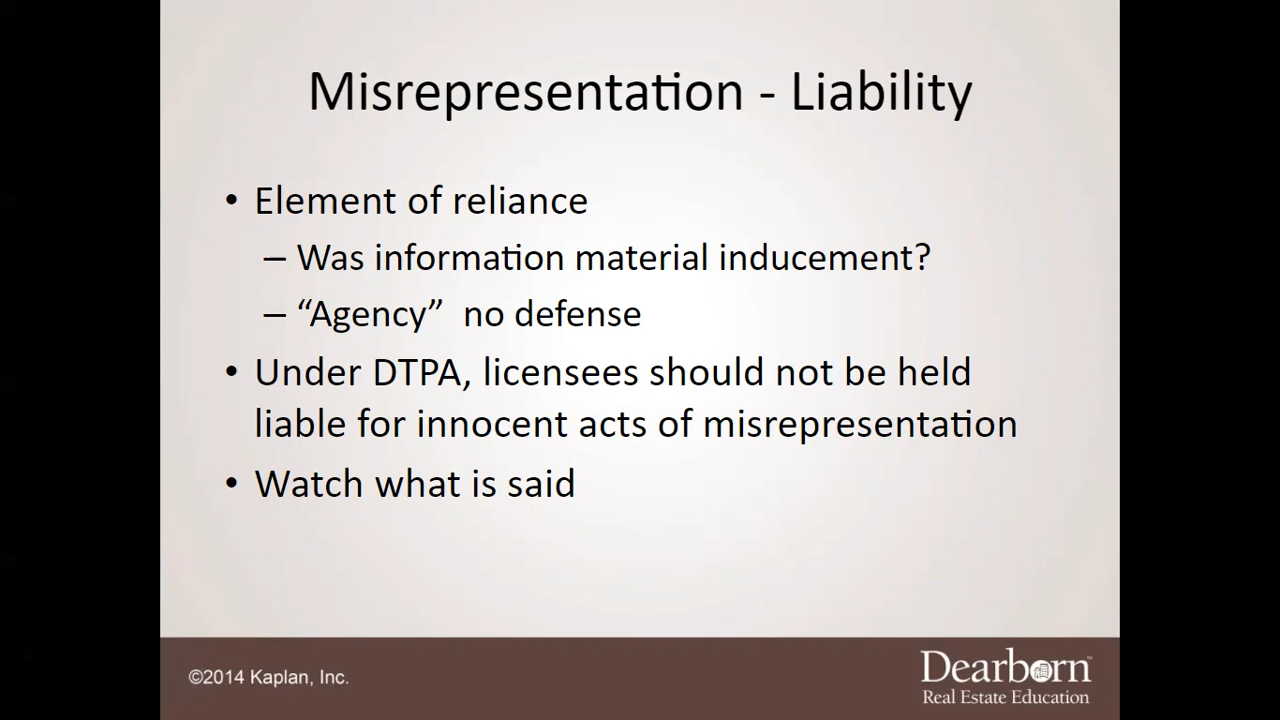 Misrepresentation - Liability
• Element of reliance
– Was information material inducement?
– “Agency”  no defense
• Under DTPA, licensees should not be held
liable for innocent acts of misrepresentation
• Watch what is said
©2014 Kaplan, Inc.
Dearborn™
Real Estate Education